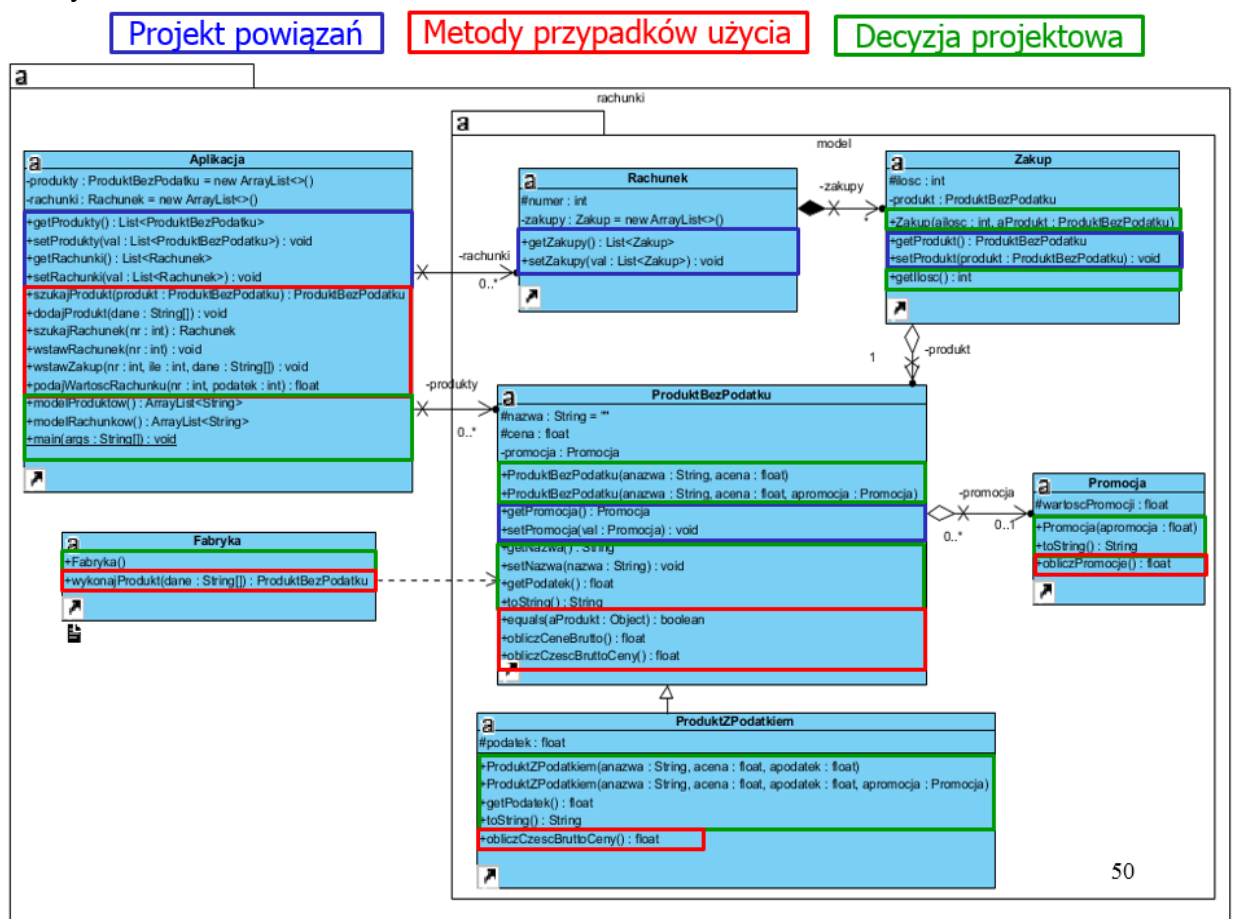 Projekt powiązań
Metody przypadków użycia
Decyzja projektowa
a
rachunki
a
model
a
Aplikacja
-produkty : ProduktBezPodatku = new ArrayList<>()
-rachunki : Rachunek = new ArrayList<>()
+getProdukty() : List<ProduktBezPodatku>
+setProdukty(val : List<ProduktBezPodatku>) : void
+getRachunki() : List<Rachunek>
+setRachunki(val : List<Rachunek>) : void
+szukajProdukt(produkt : ProduktBezPodatku) : ProduktBezPodatku
+dodajProdukt(dane : String[]) : void
+szukajRachunek(nr : int) : Rachunek
+wstawRachunek(nr : int) : void
+wstawZakup(nr : int, ile : int, dane : String[]) : void
+podajWartoscRachunku(nr : int, podatek : int) : float
+modelProduktow() : ArrayList<String>
+modelRachunkow() : ArrayList<String>
+main(args : String[]) : void
-rachunki
0..*
-produkty
0..*
a
Rachunek
#numer : int
-zakupy : Zakup = new ArrayList<>()
+getZakupy() : List<Zakup>
+setZakupy(val : List<Zakup>) : void
-zakupy
*
a
Zakup
#ilosc : int
-produkt : ProduktBezPodatku
+Zakup(ailosc : int, aProdukt : ProduktBezPodatku)
+getProdukt() : ProduktBezPodatku
+setProdukt(produkt : ProduktBezPodatku) : void
+getIlosc() : int
1
-produkt
a
ProduktBezPodatku
#nazwa : String = ""
#cena : float
-promocja : Promocja
+ProduktBezPodatku(anazwa : String, acena : float)
+ProduktBezPodatku(anazwa : String, acena : float, apromocja : Promocja)
+getPromocja() : Promocja
+setPromocja(val : Promocja) : void
+getNazwa() : String
+setNazwa(nazwa : String) : void
+getPodatek() : float
+toString() : String
+equals(aProdukt : Object) : boolean
+obliczCeneBrutto() : float
+obliczCzescBruttoCeny() : float
-promocja
0..*
0..1
a
Promocja
#wartoscPromocji : float
+Promocja(apromocja : float)
+toString() : String
+obliczPromocje() : float
a
Fabryka
+Fabryka()
+wykonajProdukt(dane : String[]) : ProduktBezPodatku
a
ProduktZPodatkiem
#podatek : float
+ProduktZPodatkiem(anazwa : String, acena : float, apodatek : float)
+ProduktZPodatkiem(anazwa : String, acena : float, apodatek : float, apromocja : Promocja)
+getPodatek() : float
+toString() : String
+obliczCzescBruttoCeny() : float
50